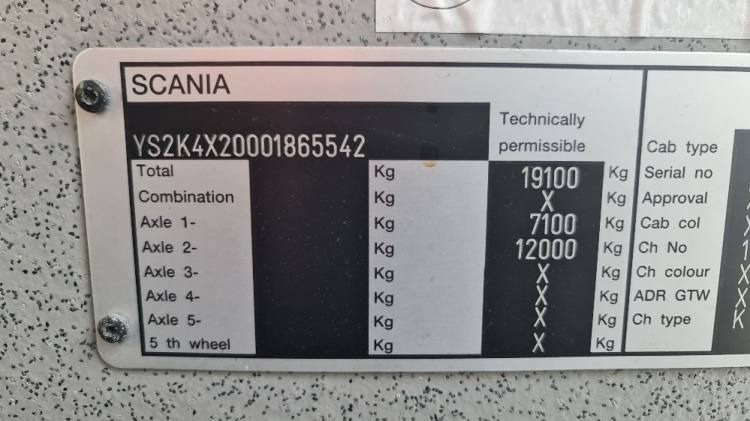 SCANIA
Technically
permissible
YS2K4X20001865542
Total Kg 19100 Kg
Combination Kg X Kg
Axle 1- Kg 7100 Kg
Axle 2- Kg 12000 Kg
Axle 3- Kg X Kg
Axle 4- Kg X Kg
Axle 5- Kg X Kg
5 th wheel Kg X Kg
Cab type
Serial no
Approval
Cab col X
Ch No 1
Ch colour X
ADR GTW X
Ch type K